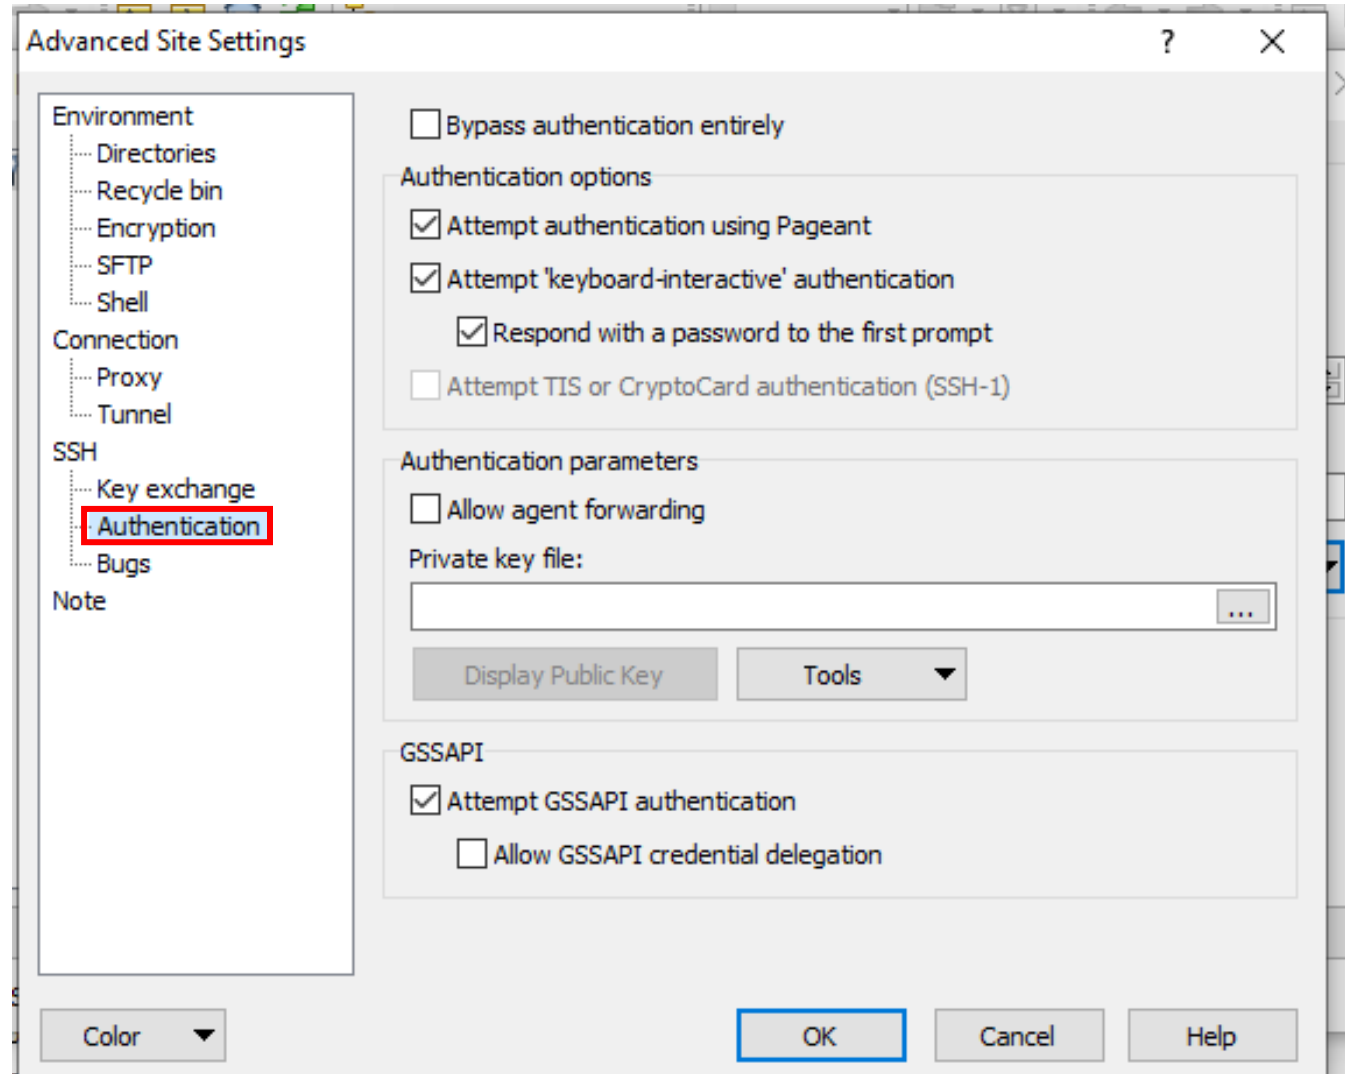 Advanced Site Settings
?
Environment
Directories
Recycle bin
Encryption
SFTP
Shell
Connection
Proxy
Tunnel
SSH
Key exchange
Authentication
Bugs
Note
Bypass authentication entirely
Authentication options
Attempt authentication using Pageant
Attempt 'keyboard-interactive' authentication
Respond with a password to the first prompt
Attempt TIS or CryptoCard authentication (SSH-1)
Authentication parameters
Allow agent forwarding
Private key file:
...
Display Public Key
Tools
GSSAPI
Attempt GSSAPI authentication
Allow GSSAPI credential delegation
Color
OK
Cancel
Help